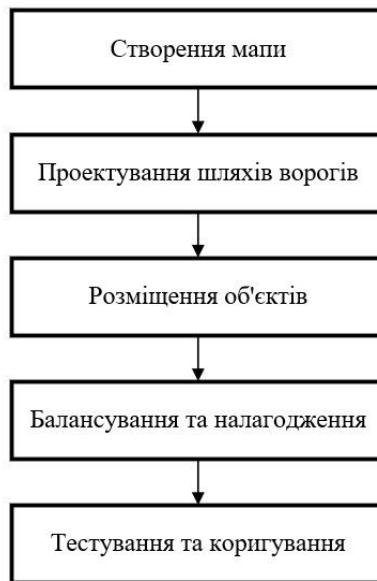 Створення мапи
Проектування шляхів ворогів
Розміщення об'єктів
Балансування та налагодження
Тестування та коригування